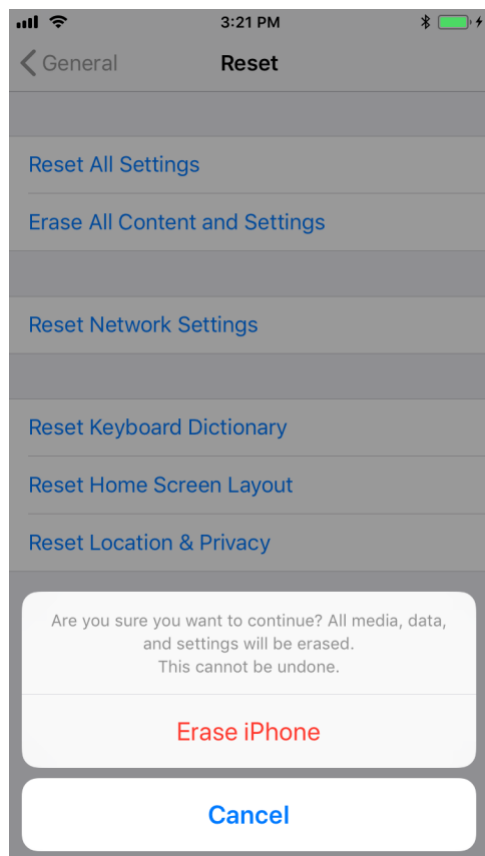 3:21 PM
General
Reset
Reset All Settings
Erase All Content and Settings
Reset Network Settings
Reset Keyboard Dictionary
Reset Home Screen Layout
Reset Location & Privacy
Are you sure you want to continue? All media, data,
and settings will be erased.
This cannot be undone.
Erase iPhone
Cancel